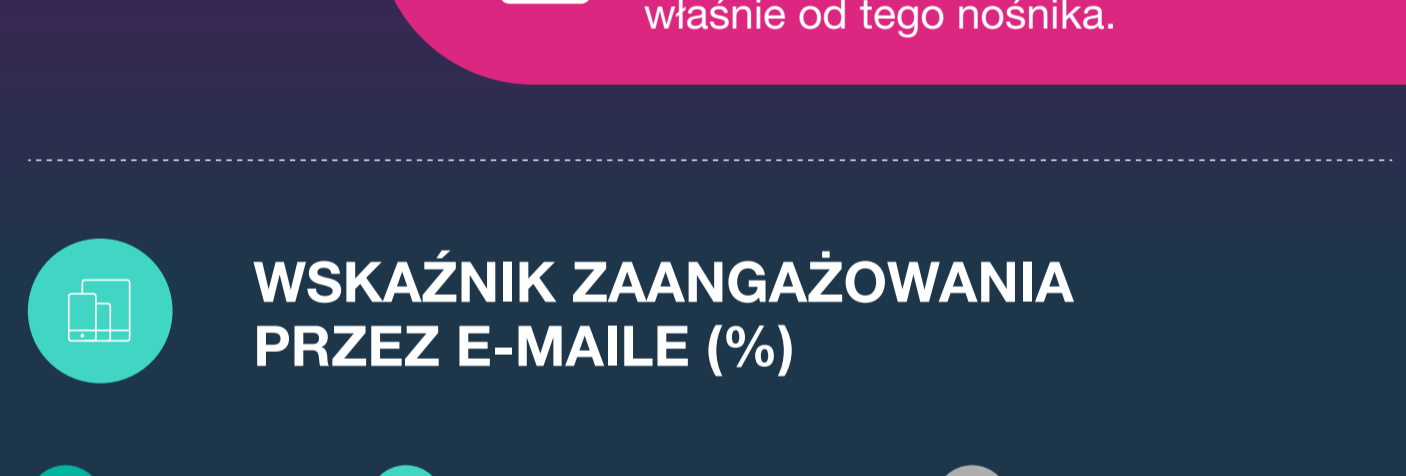 właśnie od tego nośnika.
WSKAŹNIK ZAANGAŻOWANIA
PRZEZ E-MAILE (%)